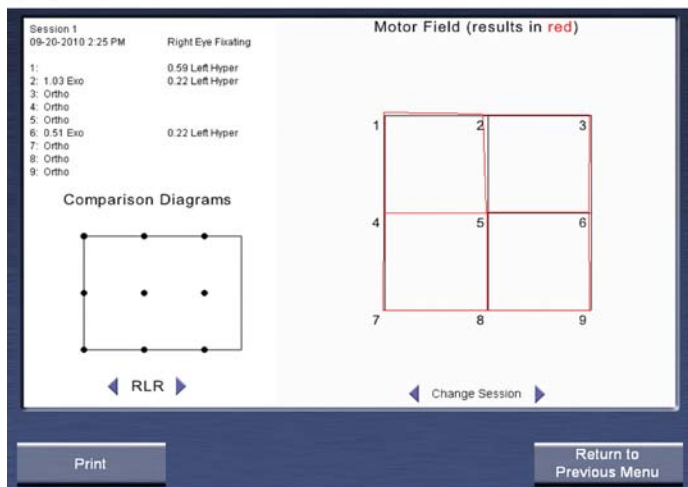 Session 1
09-20-2010 2:25 PM Right Eye Fixating
1: 0.59 Left Hyper
2: 1.03 Exo 0.22 Left Hyper
3: Ortho
4: Ortho
5: Ortho
6: 0.51 Exo 0.22 Left Hyper
7: Ortho
8: Ortho
9: Ortho
Comparison Diagrams
RLR
Motor Field (results in red)
1 2 3
4 5 6
7 8 9
Change Session
Print
Return to
Previous Menu